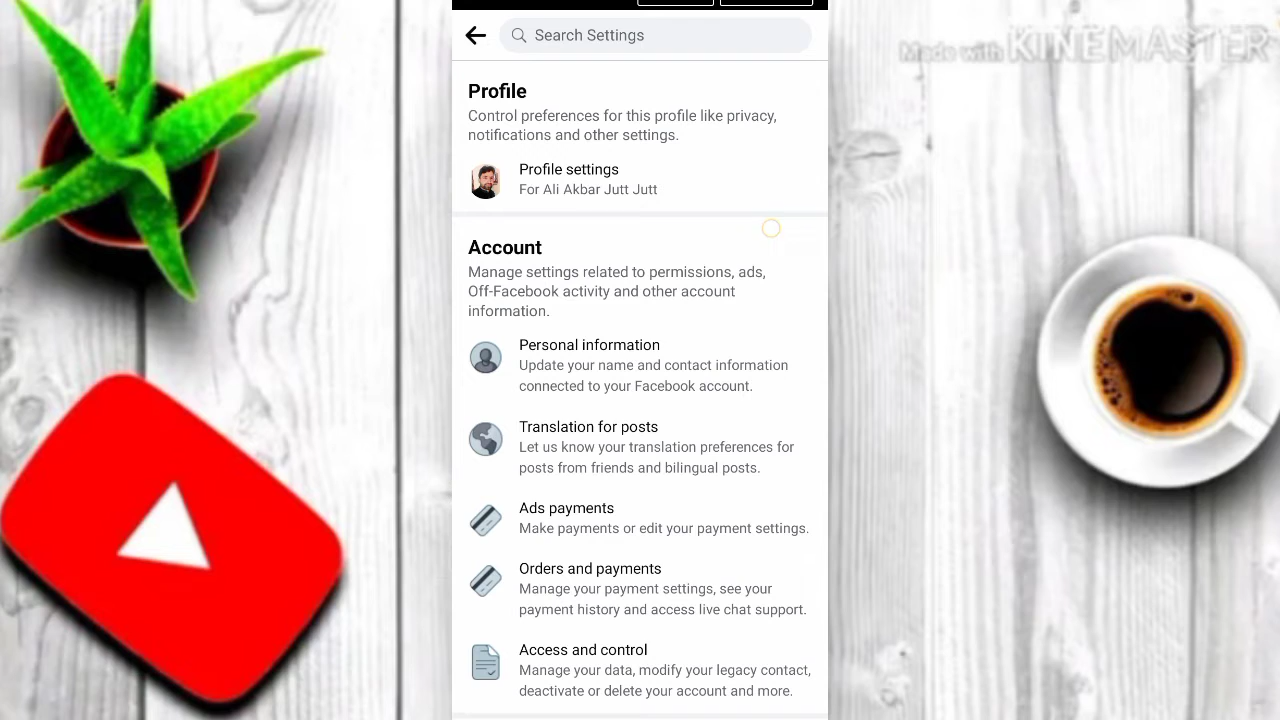 Search Settings
Made with KINEMASTER
Profile
Control preferences for this profile like privacy,
notifications and other settings.
Profile settings
For Ali Akbar Jutt Jutt
Account
Manage settings related to permissions, ads,
Off-Facebook activity and other account
information.
Personal information
Update your name and contact information
connected to your Facebook account.
Translation for posts
Let us know your translation preferences for
posts from friends and bilingual posts.
Ads payments
Make payments or edit your payment settings.
Orders and payments
Manage your payment settings, see your
payment history and access live chat support.
Access and control
Manage your data, modify your legacy contact,
deactivate or delete your account and more.